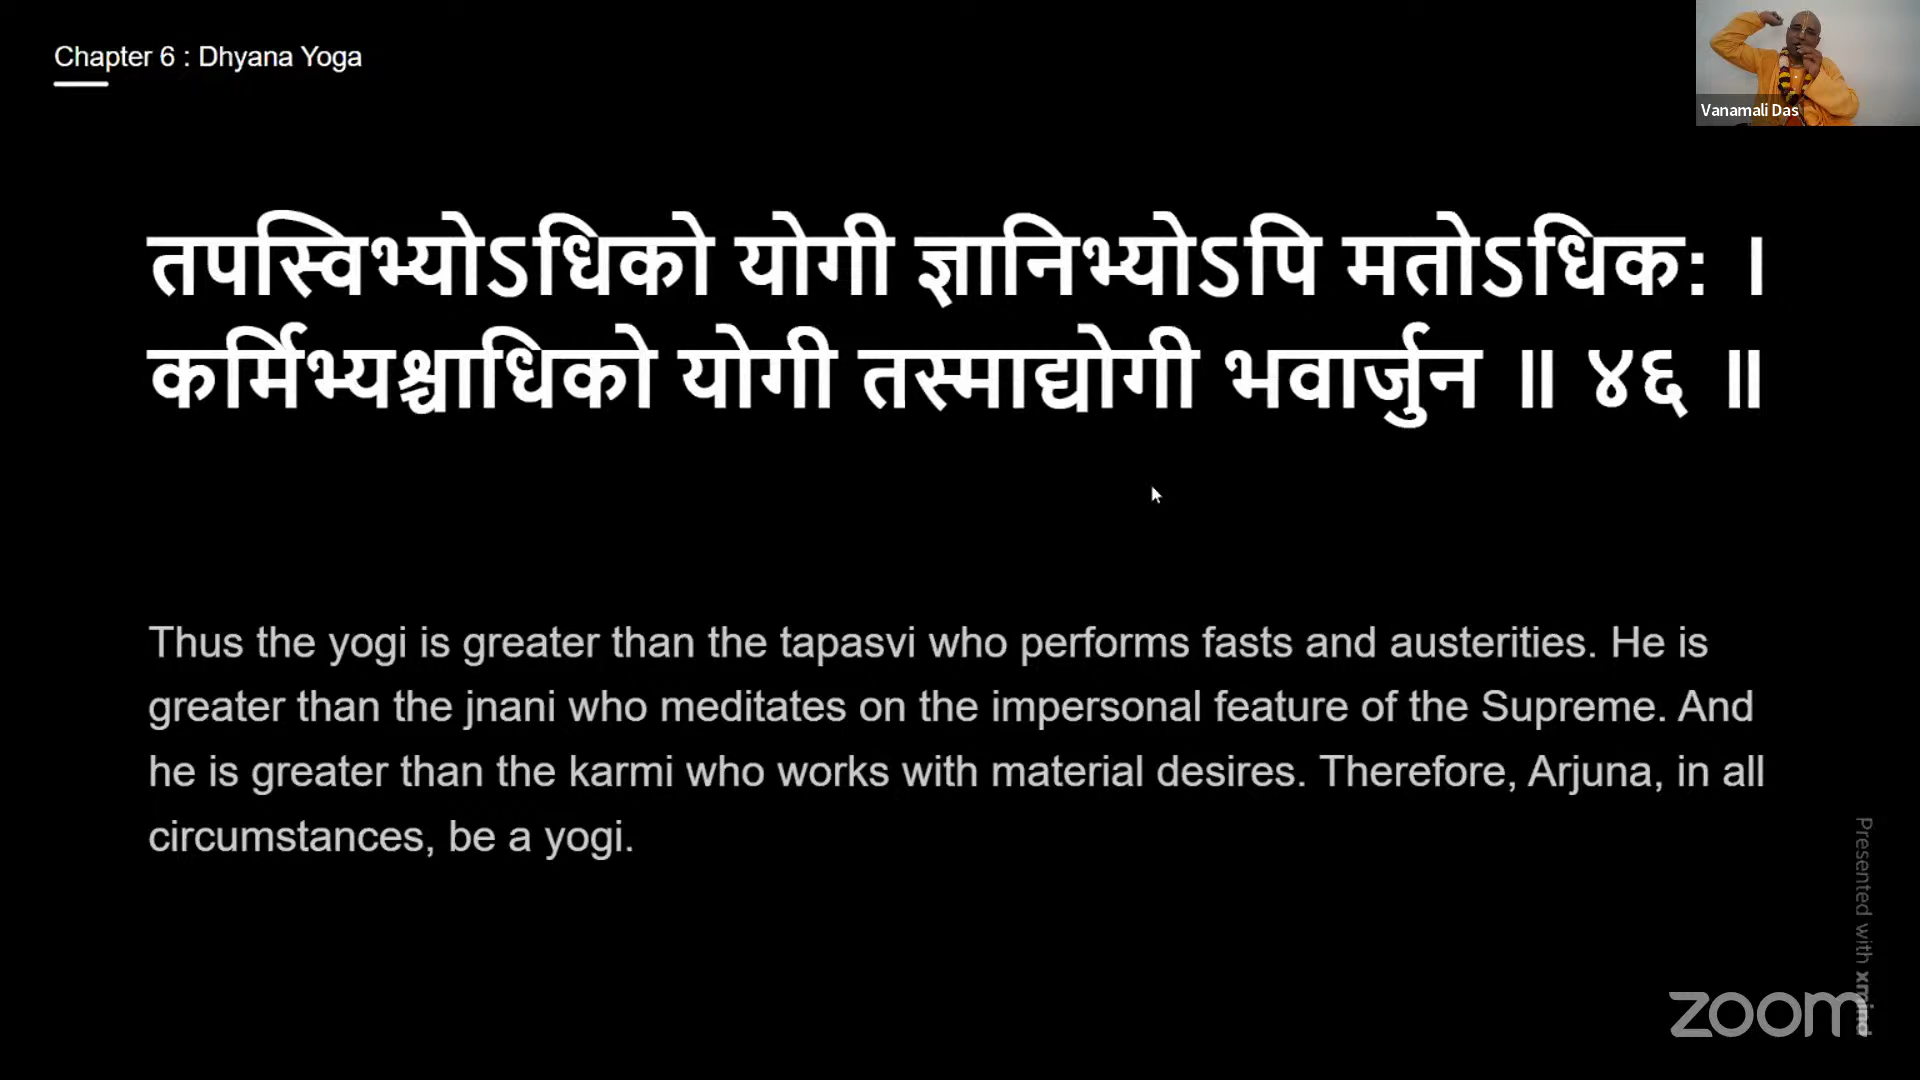 Chapter 6 : Dhyana Yoga
Vanamali Das
तपस्विभ्योऽधिको योगी ज्ञानिभ्योऽपि मतोऽधिक: ।
कर्मिभ्यश्चाधिको योगी तस्माद्योगी भवार्जुन ॥ ४६ ॥
Thus the yogi is greater than the tapasvi who performs fasts and austerities. He is
greater than the jnani who meditates on the impersonal feature of the Supreme. And
he is greater than the karmi who works with material desires. Therefore, Arjuna, in all
circumstances, be a yogi.
Presented with xmind
zoom